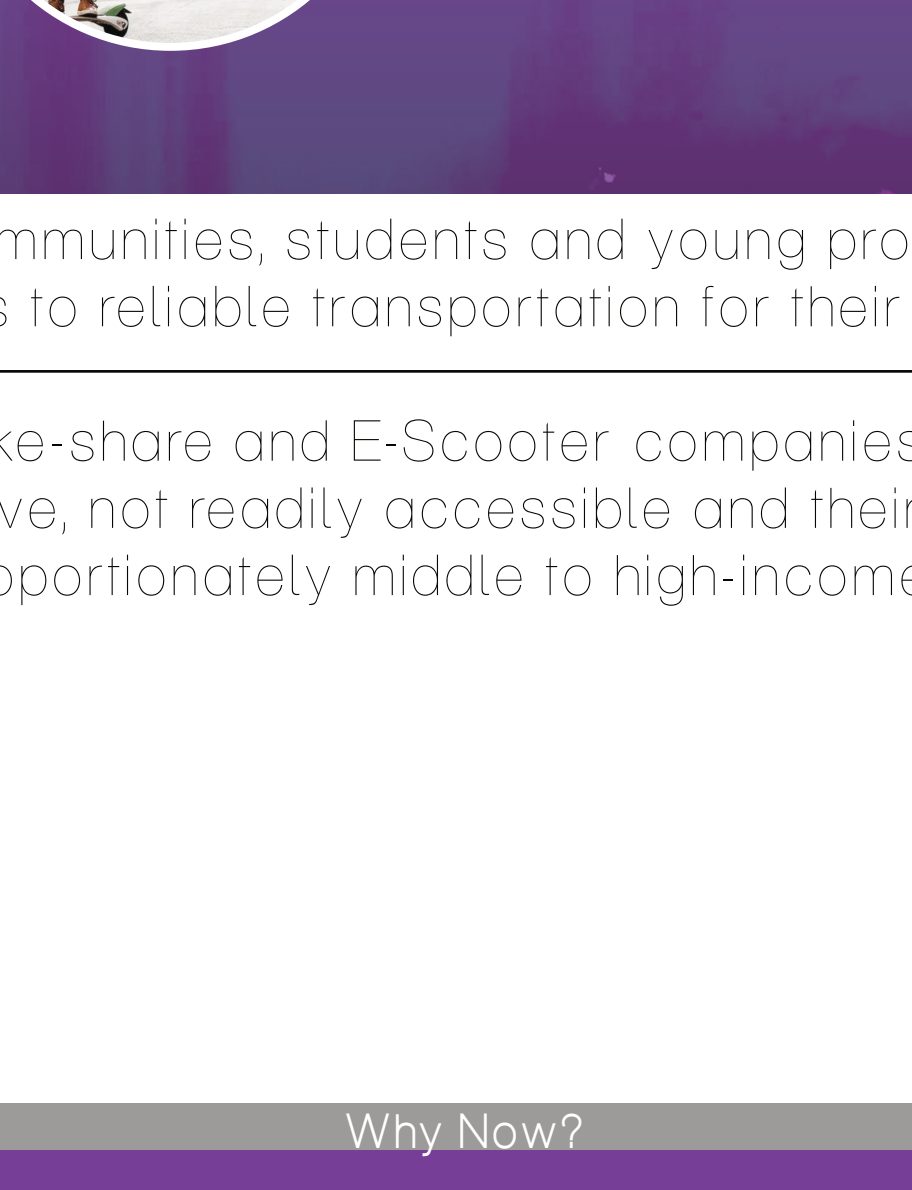 mmunities, students and young pro
s to reliable transportation for their
ke-share and E-Scooter companies
ve, not readily accessible and their
oportionately middle to high-income
Why Now?